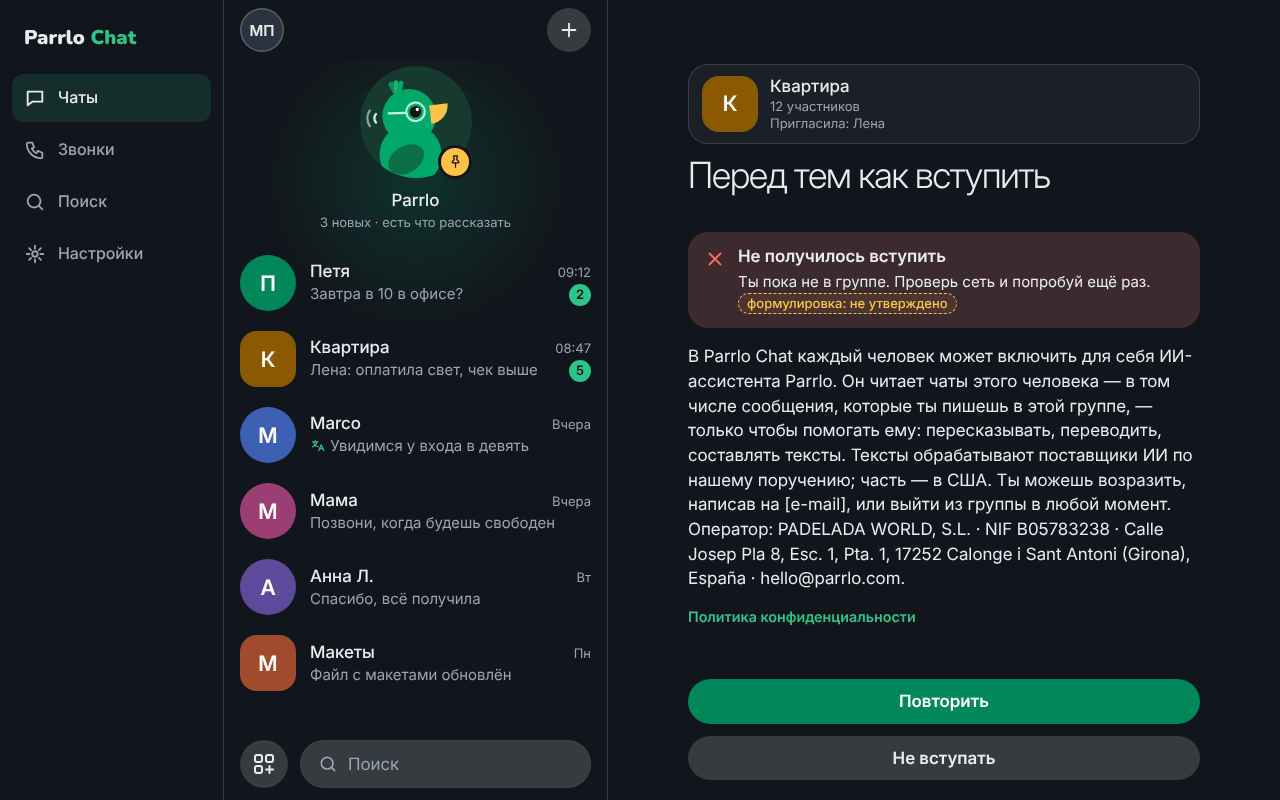 Parrlo Chat
Чаты
Звонки
Поиск
Настройки
МП
Parrlo
3 новых · есть что рассказать
П
Петя
09:12
Завтра в 10 в офисе?
2
К
Квартира
08:47
Лена: оплатила свет, чек выше
5
M
Marco
Вчера
Увидимся у входа в девять
М
Мама
Вчера
Позвони, когда будешь свободен
А
Анна Л.
Вт
Спасибо, всё получила
М
Макеты
Пн
Файл с макетами обновлён
Поиск
К
Квартира
12 участников
Пригласила: Лена
Перед тем как вступить
Не получилось вступить
Ты пока не в группе. Проверь сеть и попробуй ещё раз.
формулировка: не утверждено
В Parrlo Chat каждый человек может включить для себя ИИ-
ассистента Parrlo. Он читает чаты этого человека — в том
числе сообщения, которые ты пишешь в этой группе, —
только чтобы помогать ему: пересказывать, переводить,
составлять тексты. Тексты обрабатывают поставщики ИИ по
нашему поручению; часть — в США. Ты можешь возразить,
написав на [e-mail], или выйти из группы в любой момент.
Оператор: PADELADA WORLD, S.L. · NIF B05783238 · Calle
Josep Pla 8, Esc. 1, Pta. 1, 17252 Calonge i Sant Antoni (Girona),
España · hello@parrlo.com.
Политика конфиденциальности
Повторить
Не вступать